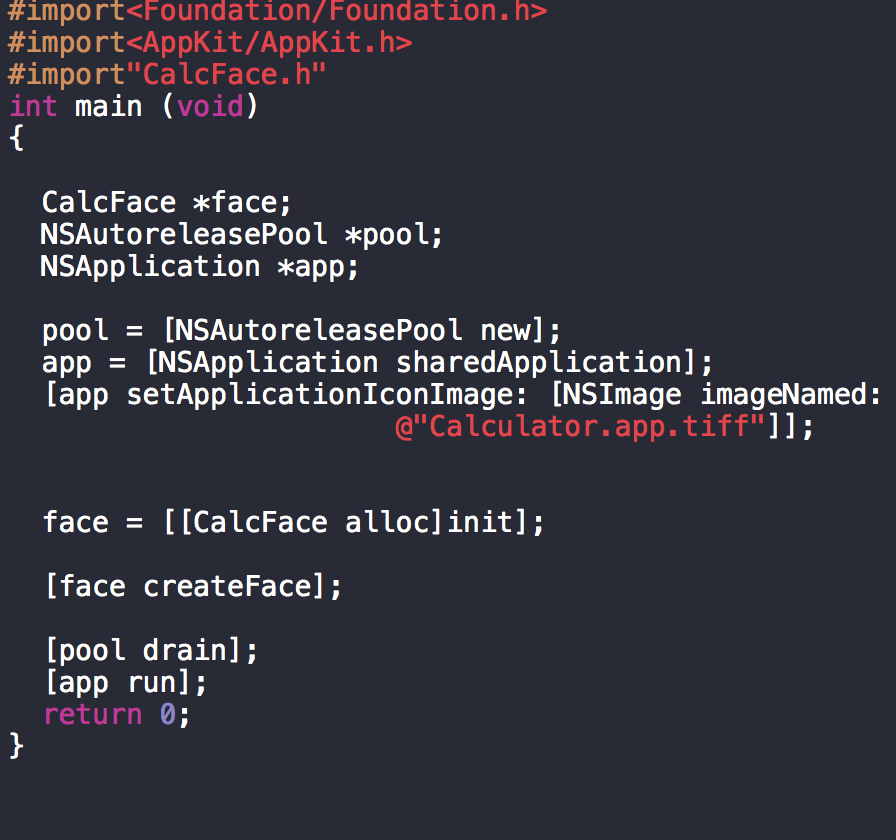 #import<Foundation/Foundation.h>
#import<AppKit/AppKit.h>
#import"CalcFace.h"
int main (void)
{
CalcFace *face;
NSAutoreleasePool *pool;
NSApplication *app;
pool = [NSAutoreleasePool new];
app = [NSApplication sharedApplication];
[app setApplicationIconImage: [NSImage imageNamed:
@"Calculator.app.tiff"]];
face = [[CalcFace alloc]init];
[face createFace];
[pool drain];
[app run];
return 0;
}